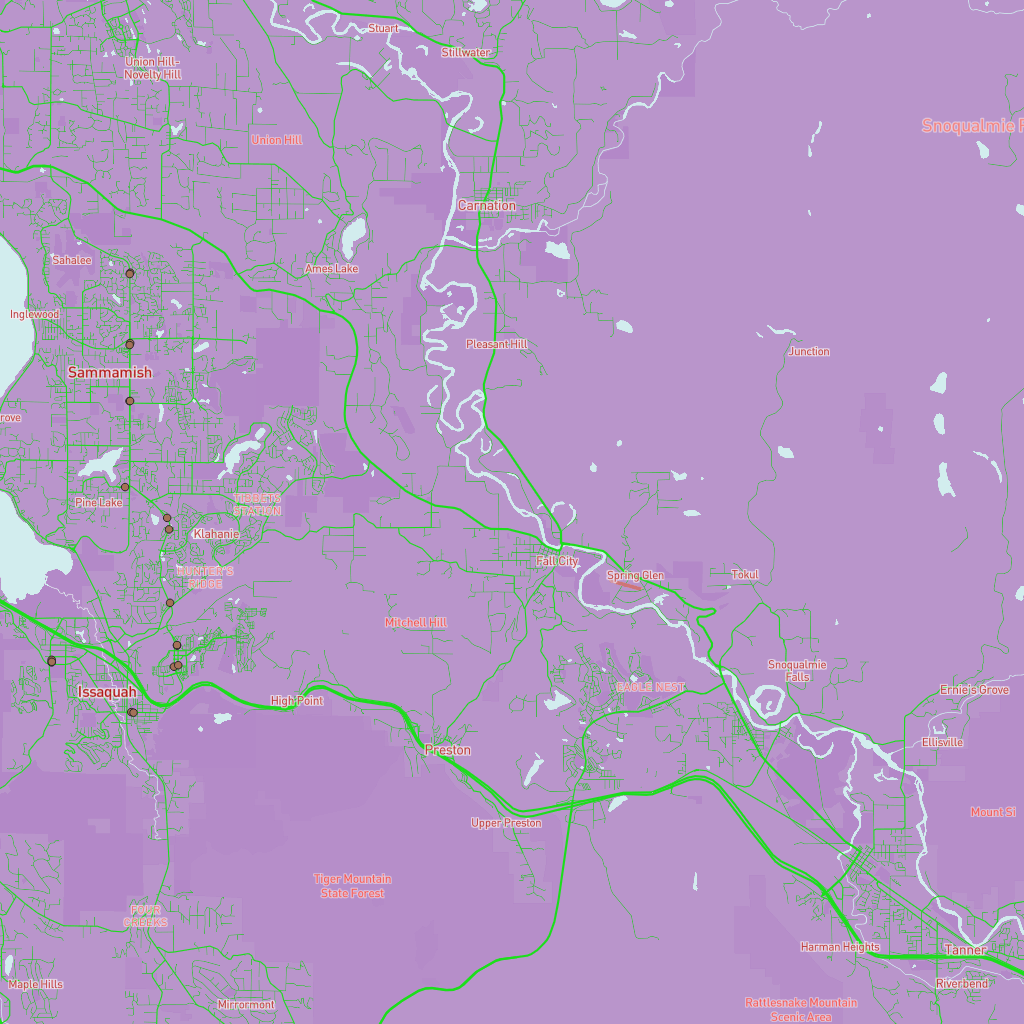 Stuart
Stillwater
Union Hill-
Novelty Hill
Union Hill
Carnation
Sahalee
Ames Lake
Inglewood
Pleasant Hill
Junction
Sammamish
Pine Lake
TIBBETS
STATION
Klahanie
Fall City
HUNTER'S
RIDGE
Spring Glen
Tokul
Mitchell Hill
Snoqualmie
Falls
EAGLE NEST
Issaquah
High Point
Ernie's Grove
Preston
Ellisville
Upper Preston
Mount Si
Tiger Mountain
State Forest
FOUR
CREEKS
Harman Heights
Tanner
Maple Hills
Riverbend
Mirrormont
Rattlesnake Mountain
Scenic Area